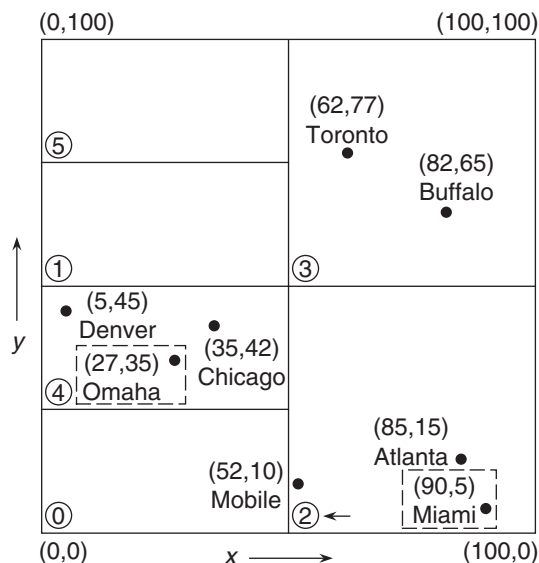 (0,100)
(100,100)
(62,77)
Toronto
(82,65)
Buffalo
⑤
①
③
(5,45)
Denver
(27,35)
Omaha
(35,42)
Chicago
④
y
(85,15)
Atlanta
(52,10)
Mobile
(90,5)
Miami
⓪
②
(0,0)
x
(100,0)